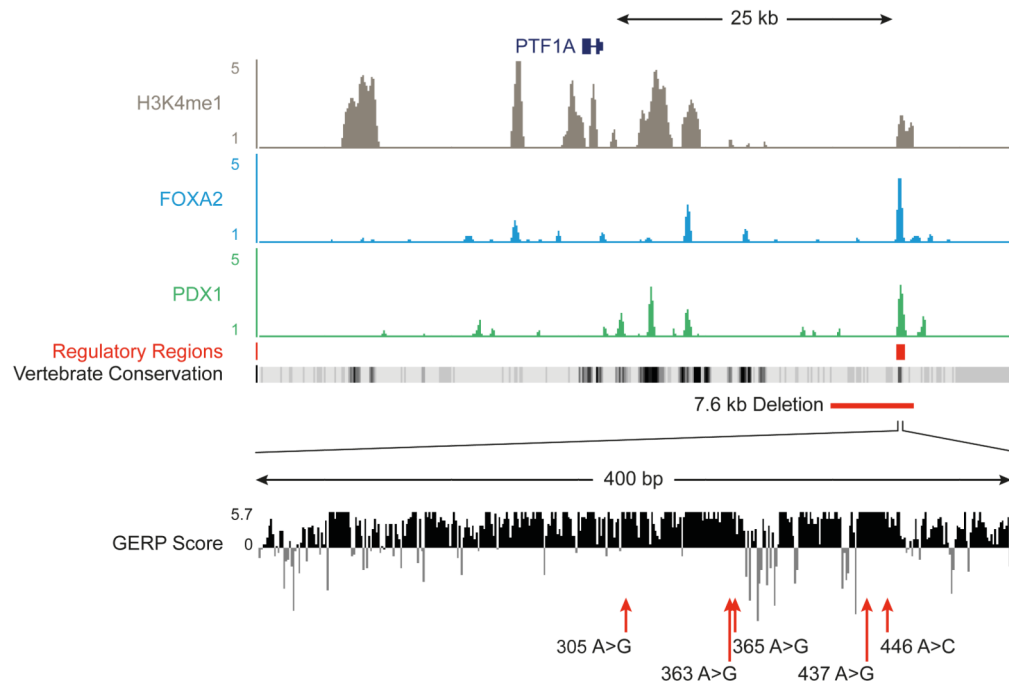 25 kb
PTF1A
5
H3K4me1
1
5
FOXA2
1
5
PDX1
1
Regulatory Regions
Vertebrate Conservation
7.6 kb Deletion
400 bp
5.7
GERP Score 0
305 A>G
365 A>G
446 A>C
363 A>G
437 A>G